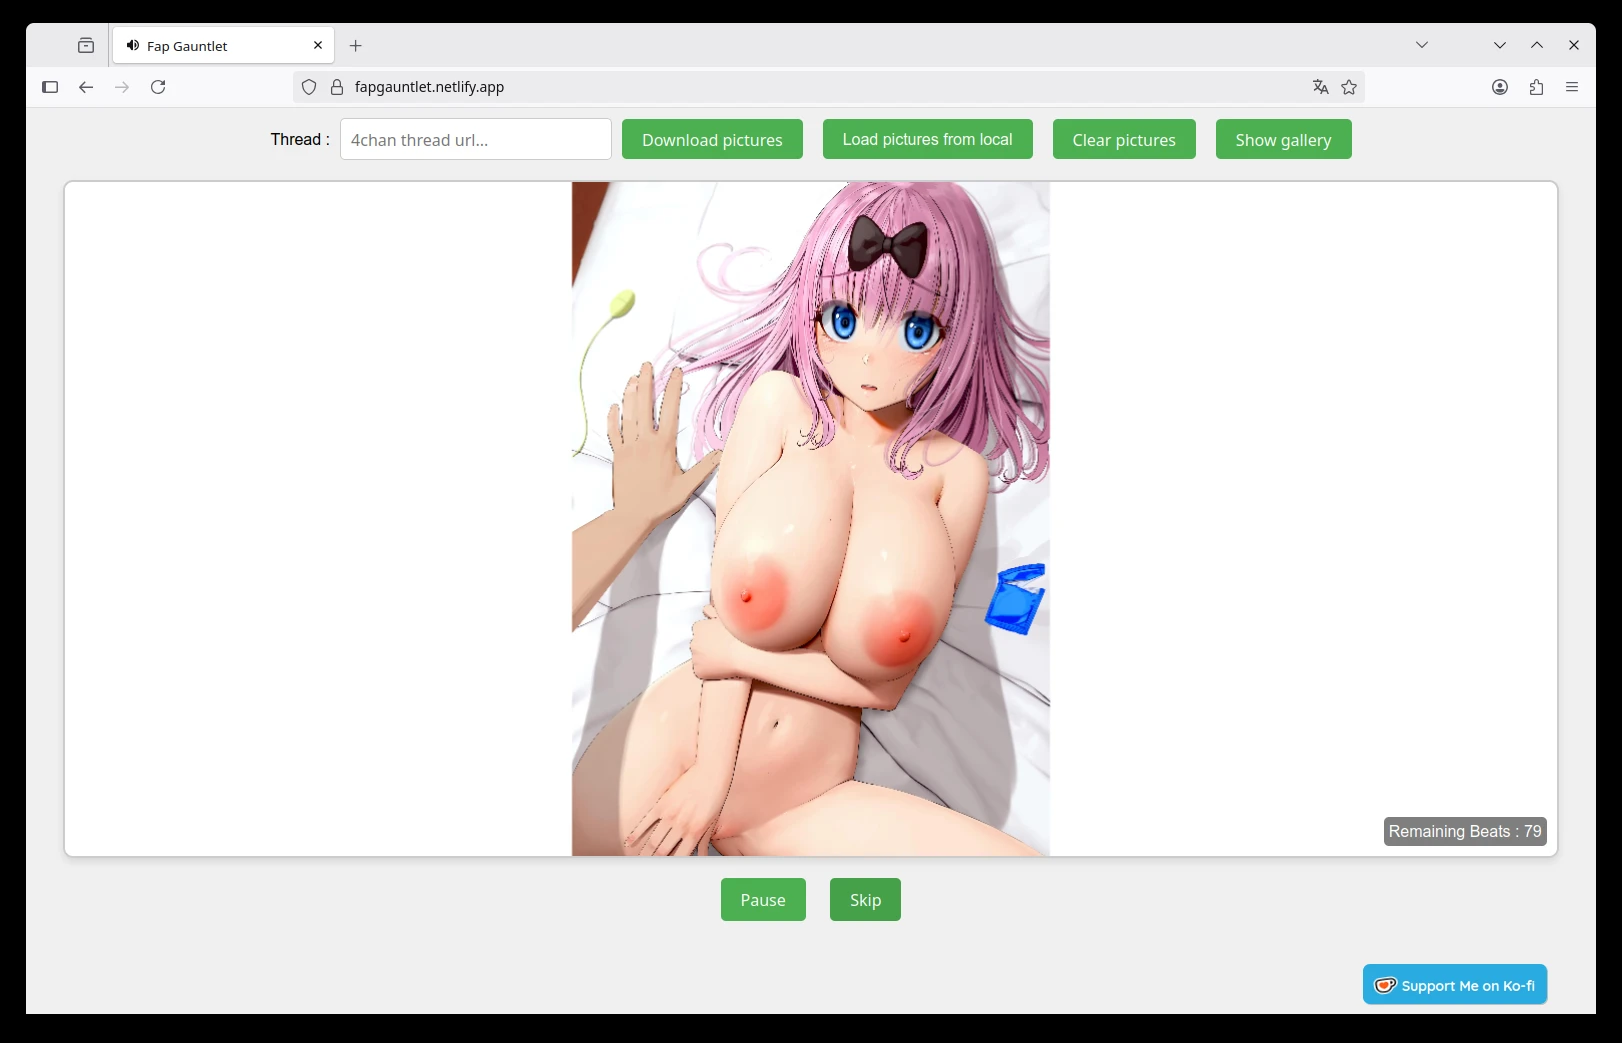 Fap Gauntlet
fapgauntlet.netlify.app
Thread :
4chan thread url...
Download pictures
Load pictures from local
Clear pictures
Show gallery
Remaining Beats : 79
Pause
Skip
Support Me on Ko-fi